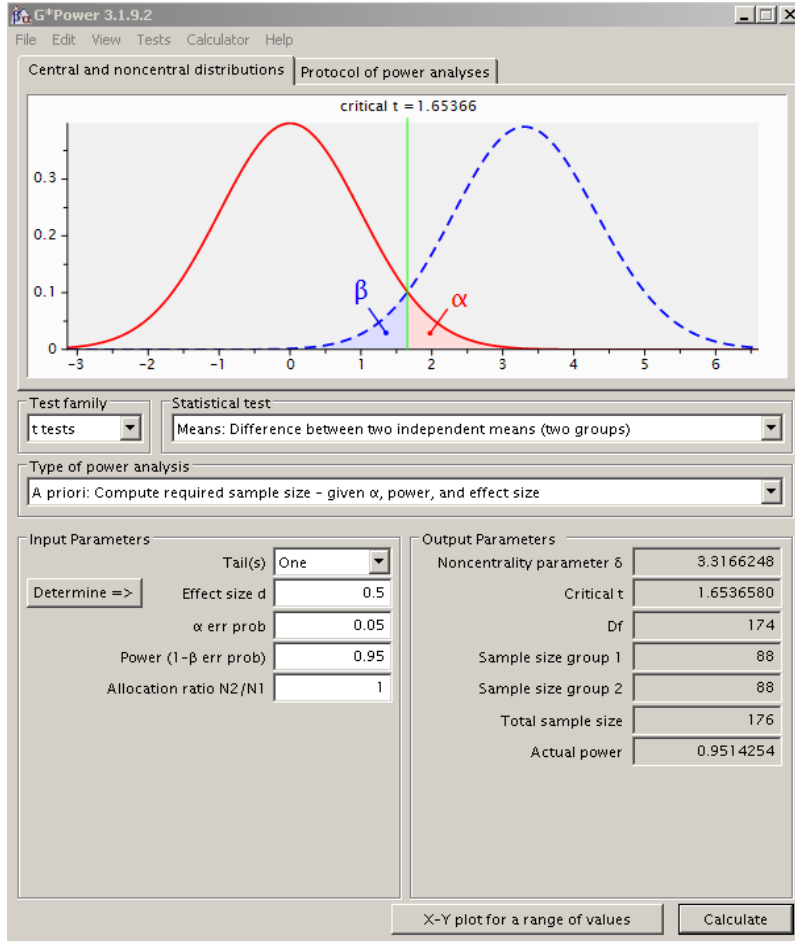 βα G*Power 3.1.9.2
File Edit View Tests Calculator Help
Central and noncentral distributions Protocol of power analyses
critical t = 1.65366
0.3
0.2
β α
0.1
0
-3 -2 -1 0 1 2 3 4 5 6
Test family Statistical test
t tests Means: Difference between two independent means (two groups)
Type of power analysis
A priori: Compute required sample size – given α, power, and effect size
Input Parameters Output Parameters
Tail(s) One Noncentrality parameter δ 3.3166248
Determine => Effect size d 0.5 Critical t 1.6536580
α err prob 0.05 Df 174
Power (1-β err prob) 0.95 Sample size group 1 88
Allocation ratio N2/N1 1 Sample size group 2 88
Total sample size 176
Actual power 0.9514254
X-Y plot for a range of values Calculate